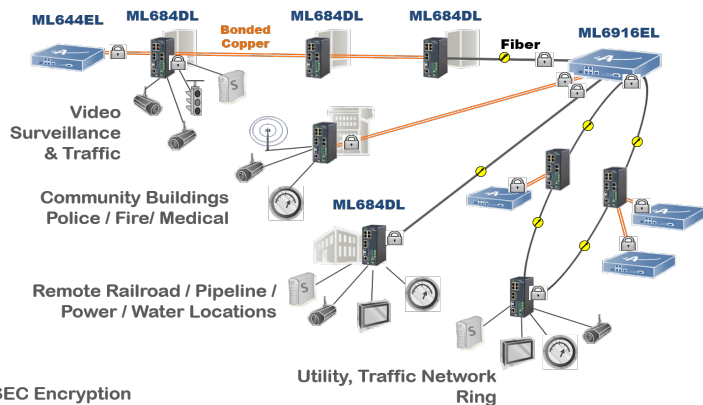 ML644EL
ML684DL
ML684DL
ML684DL
ML6916EL
Bonded
Copper
Fiber
Video
Surveillance
& Traffic
Community Buildings
Police / Fire/ Medical
ML684DL
Remote Railroad / Pipeline /
Power / Water Locations
Utility, Traffic Network
Ring
SEC Encryption